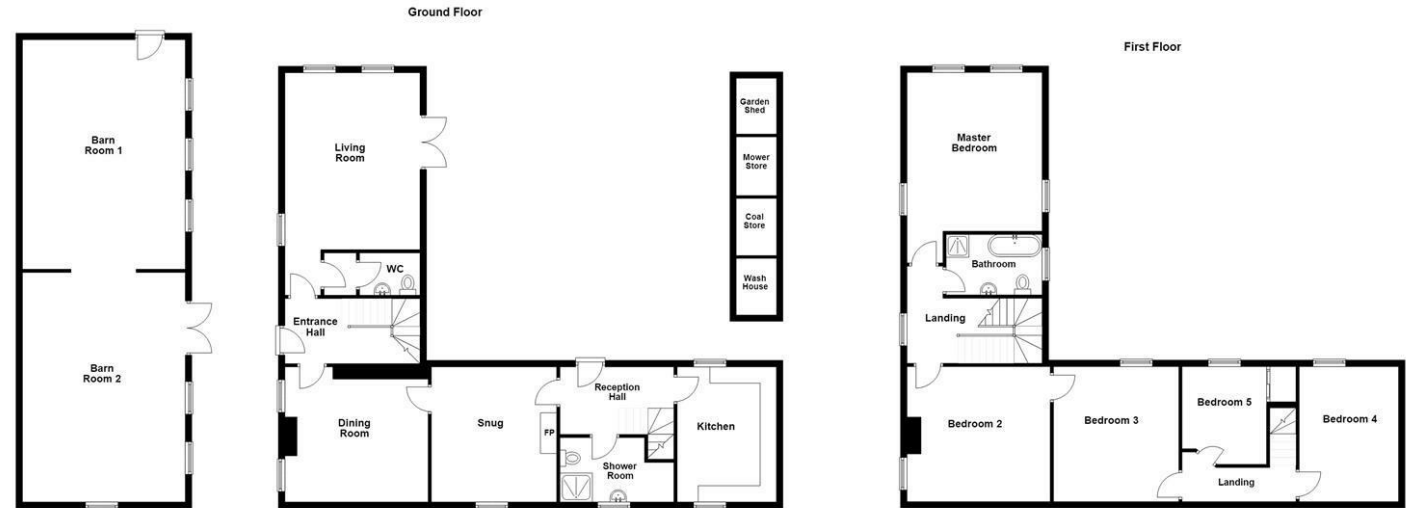 Ground Floor
First Floor
Barn
Room 1
Barn
Room 2
Living
Room
WC
Entrance
Hall
Dining
Room
Snug
FP
Reception
Hall
Shower
Room
Kitchen
Garden
Shed
Mower
Store
Coal
Store
Wash
House
Master
Bedroom
Bathroom
Landing
Bedroom 2
Bedroom 3
Bedroom 5
Bedroom 4
Landing